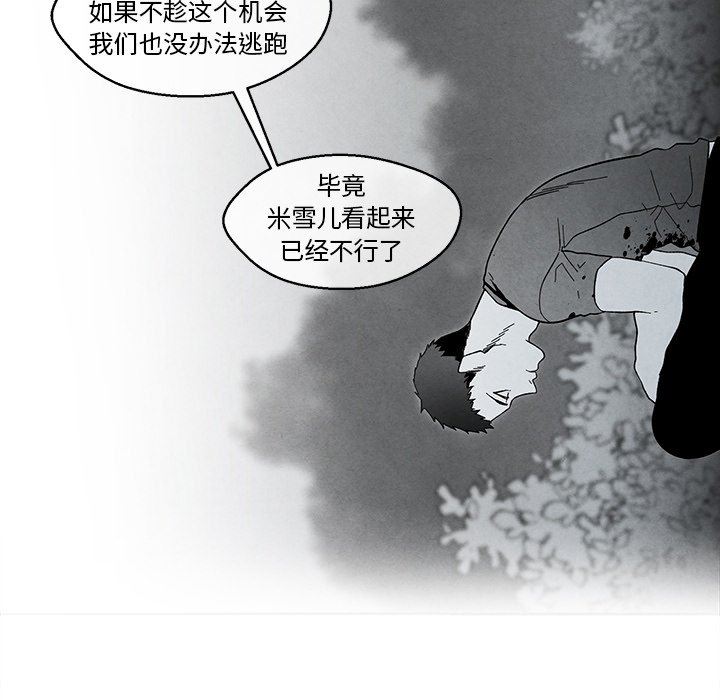 如果不趁这个机会
我们也没办法逃跑
毕竟
米雪儿看起来
已经不行了